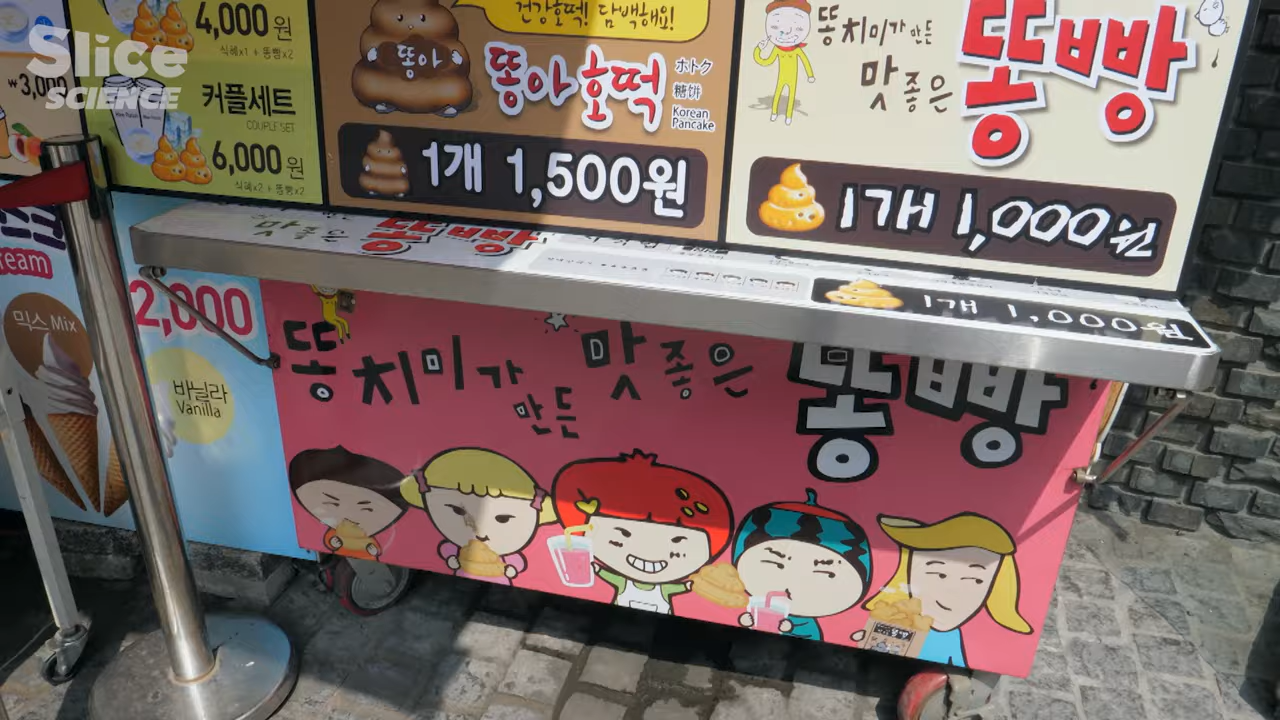 Slice
SCIENCE
4,000원
식혜x1 + 똥빵x2
₩3,000
커플세트
COUPLE SET
6,000원
식혜x2 + 똥빵x2
건강호떡! 담백해요!
똥아
똥아호떡
ホトク
糖饼
Korean
Pancake
1개 1,500원
똥치미가 만든
맛좋은 똥빵
1개 1,000원
맛좋은 똥빵
1개 1,000원
ream
믹스 Mix
2,000
바닐라
Vanilla
똥치미가 만든 맛좋은 똥빵